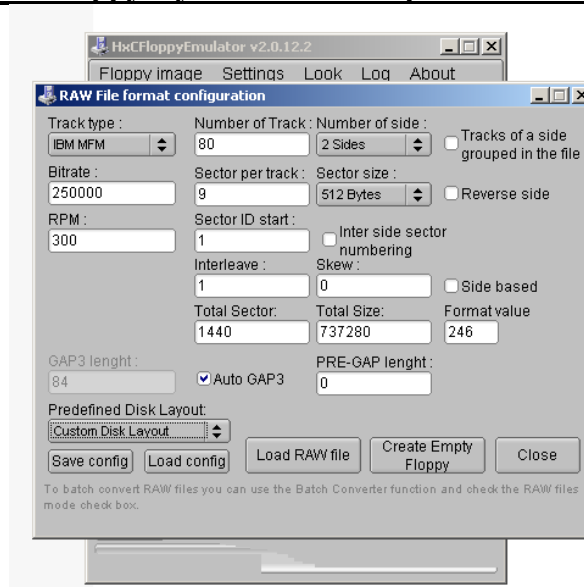 HxCFloppyEmulator v2.0.12.2
Floppy image Settings Look Log About
RAW File format configuration
Track type : Number of Track : Number of side :
IBM MFM 80 2 Sides Tracks of a side
grouped in the file
Bitrate : Sector per track : Sector size :
250000 9 512 Bytes Reverse side
RPM : Sector ID start :
300 1 Inter side sector
numbering
Interleave : Skew :
1 0 Side based
Total Sector: Total Size: Format value
1440 737280 246
GAP3 lenght : PRE-GAP lenght :
84 Auto GAP3 0
Predefined Disk Layout:
Custom Disk Layout
Save config Load config Load RAW file Create Empty
Floppy Close
To batch convert RAW files you can use the Batch Converter function and check the RAW files
mode check box.